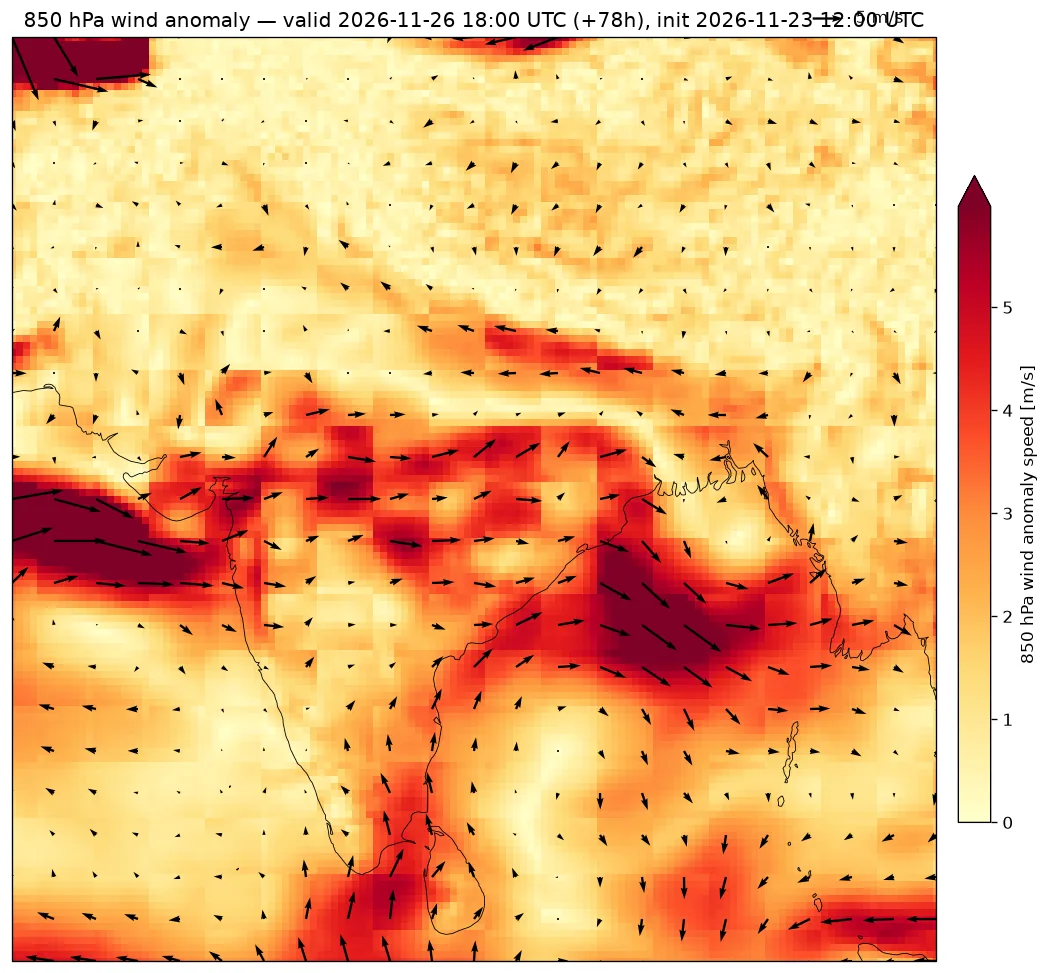 850 hPa wind anomaly — valid 2026-11-26 18:00 UTC (+78h), init 2026-11-23 12:00 UTC
5 m/s
5
4
3
2
1
0
850 hPa wind anomaly speed [m/s]